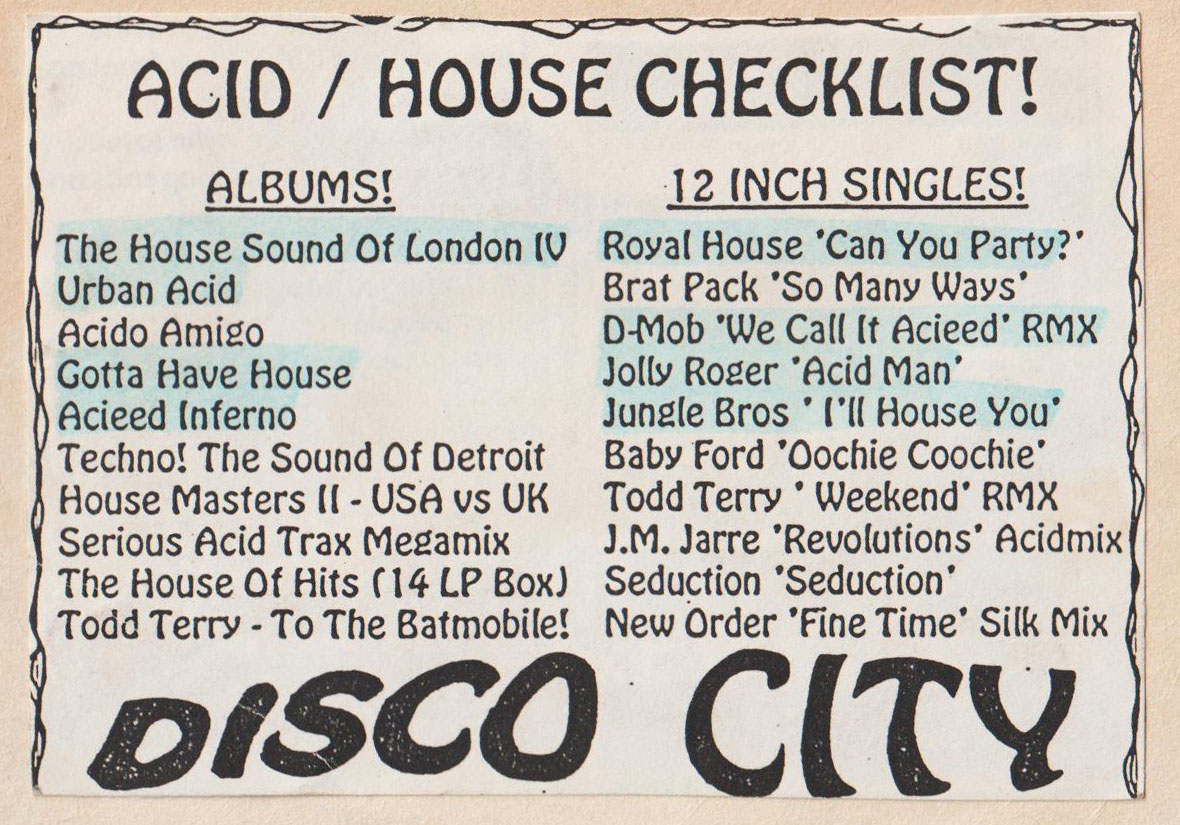 ACID / HOUSE CHECKLIST!
ALBUMS!
The House Sound Of London IV
Urban Acid
Acido Amigo
Gotta Have House
Acieed Inferno
Techno! The Sound Of Detroit
House Masters II - USA vs UK
Serious Acid Trax Megamix
The House Of Hits (14 LP Box)
Todd Terry - To The Batmobile!
12 INCH SINGLES!
Royal House 'Can You Party?'
Brat Pack 'So Many Ways'
D-Mob 'We Call It Acieed' RMX
Jolly Roger 'Acid Man'
Jungle Bros ' I'll House You'
Baby Ford 'Oochie Coochie'
Todd Terry ' Weekend' RMX
J.M. Jarre 'Revolutions' Acidmix
Seduction 'Seduction'
New Order 'Fine Time' Silk Mix
DISCO CITY